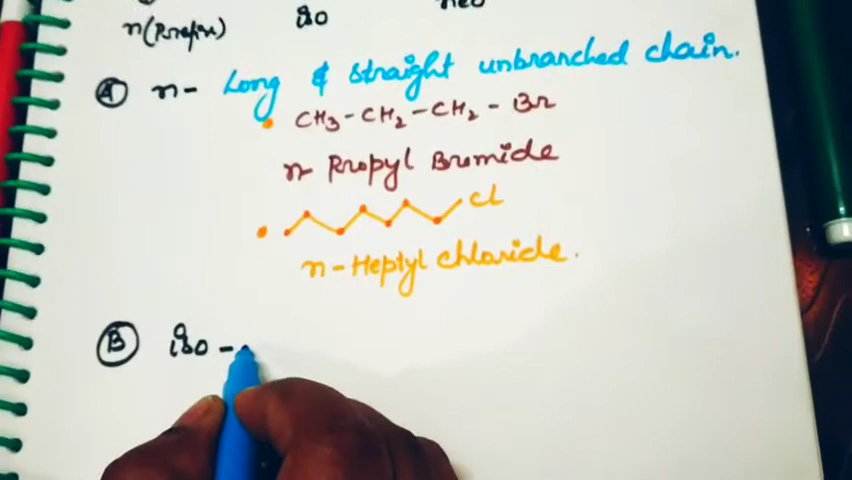 n(Prefix) iso neo
A n- Long & straight unbranched chain.
CH3-CH2-CH2-Br
n-Propyl Bromide
Cl
n-Heptyl chloride.
B iso-